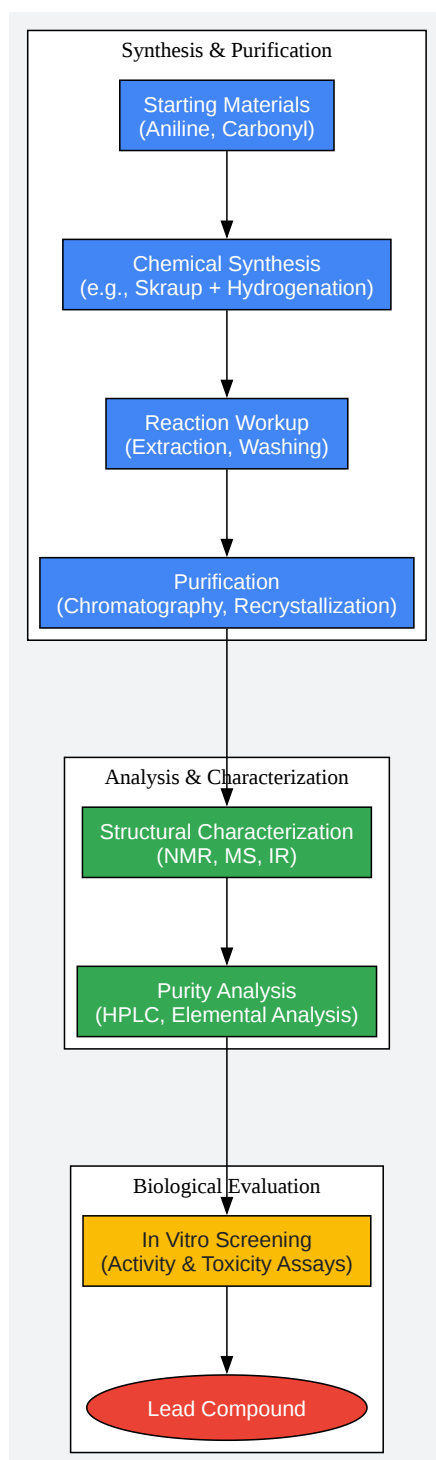 Synthesis & Purification
Starting Materials
(Aniline, Carbonyl)
Chemical Synthesis
(e.g., Skraup + Hydrogenation)
Reaction Workup
(Extraction, Washing)
Purification
(Chromatography, Recrystallization)
Analysis & Characterization
Structural Characterization
(NMR, MS, IR)
Purity Analysis
(HPLC, Elemental Analysis)
Biological Evaluation
In Vitro Screening
(Activity & Toxicity Assays)
Lead Compound